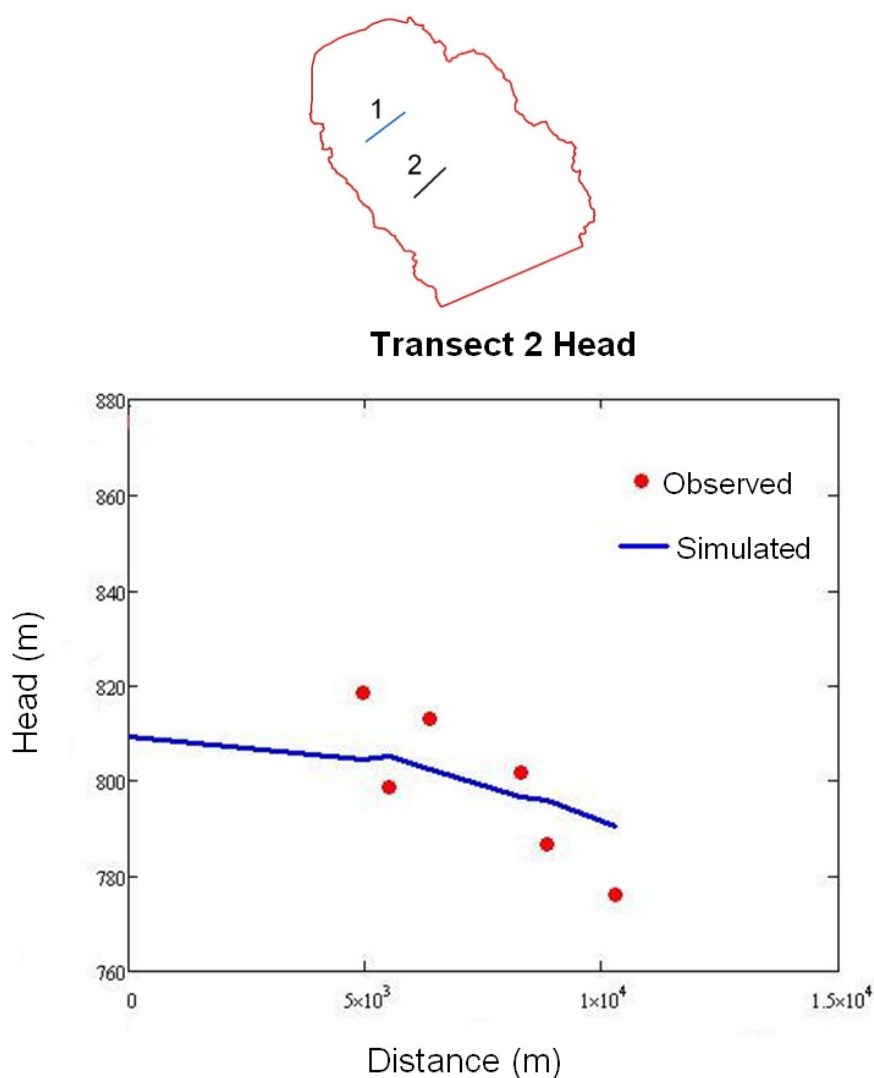 1
2
Transect 2 Head
880
860
840
820
800
780
760
Head (m)
Observed
Simulated
0
5×10³
1×10⁴
1.5×10⁴
Distance (m)